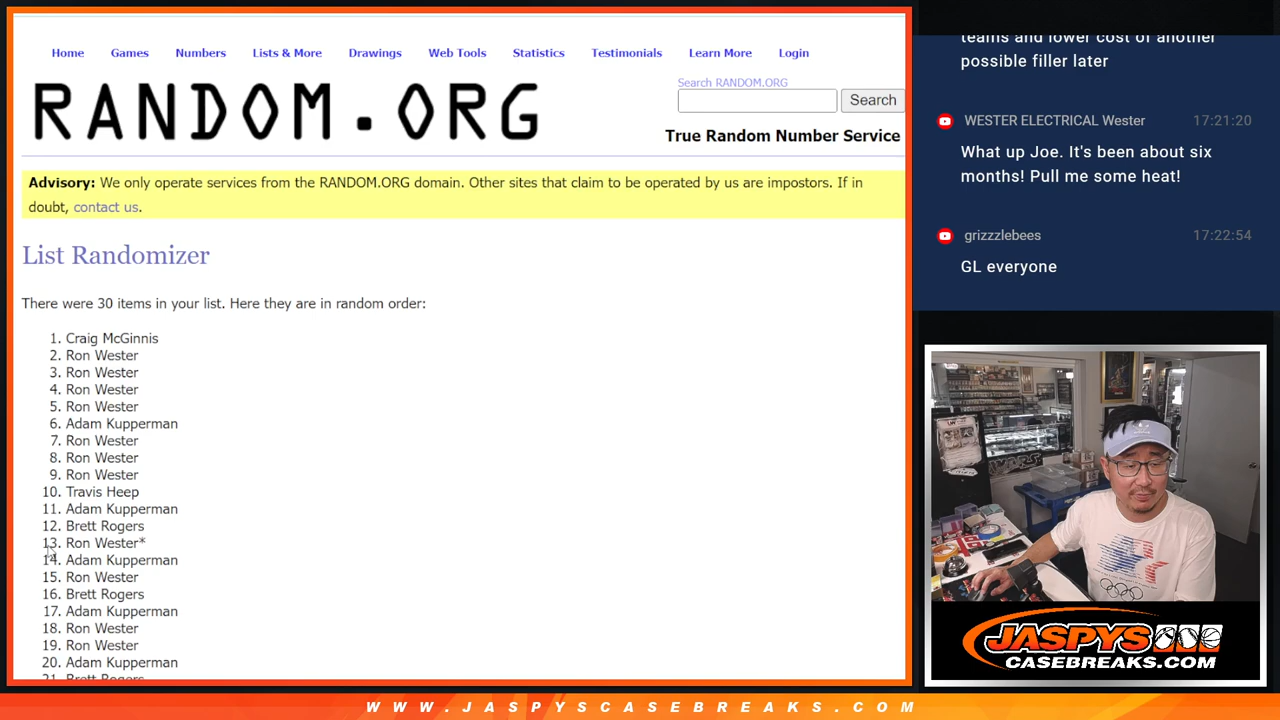 Home Games Numbers Lists & More Drawings Web Tools Statistics Testimonials Learn More Login
RANDOM.ORG
Search RANDOM.ORG
Search
True Random Number Service
Advisory: We only operate services from the RANDOM.ORG domain. Other sites that claim to be operated by us are impostors. If in
doubt, contact us.
List Randomizer
There were 30 items in your list. Here they are in random order:
1. Craig McGinnis
2. Ron Wester
3. Ron Wester
4. Ron Wester
5. Ron Wester
6. Adam Kupperman
7. Ron Wester
8. Ron Wester
9. Ron Wester
10. Travis Heep
11. Adam Kupperman
12. Brett Rogers
13. Ron Wester*
14. Adam Kupperman
15. Ron Wester
16. Brett Rogers
17. Adam Kupperman
18. Ron Wester
19. Ron Wester
20. Adam Kupperman
21. Brett Rogers
teams and lower cost of another
possible filler later
WESTER ELECTRICAL Wester 17:21:20
What up Joe. It's been about six
months! Pull me some heat!
grizzzlebees 17:22:54
GL everyone
JASPYS
CASEBREAKS.COM
WWW.JASPYSCASEBREAKS.COM